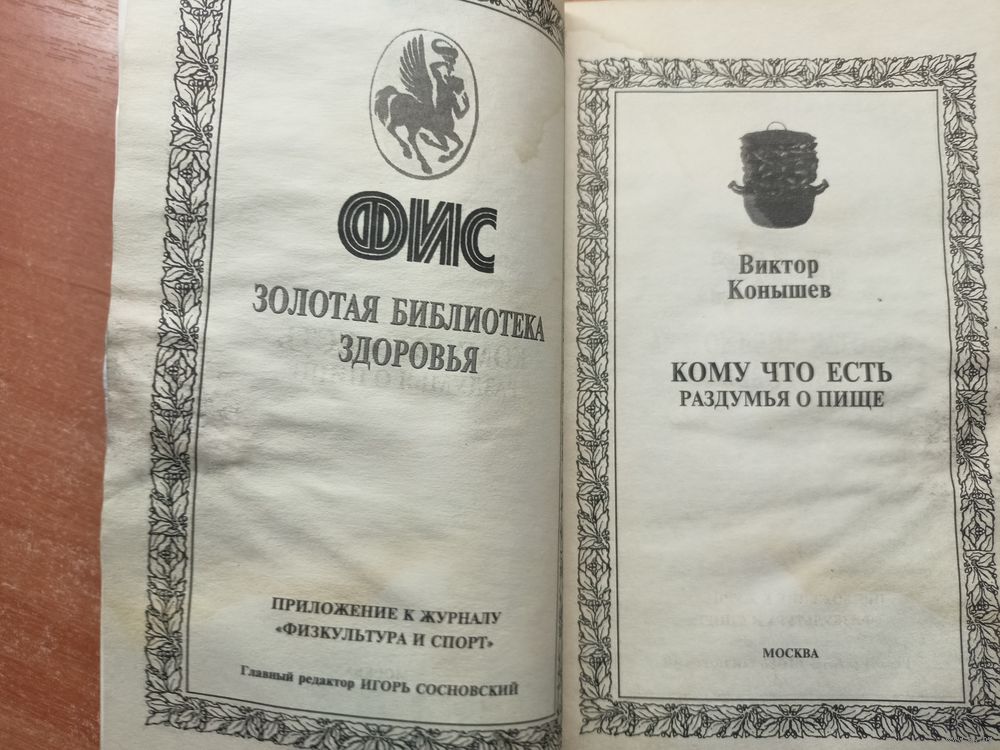 ФИС
ЗОЛОТАЯ БИБЛИОТЕКА
ЗДОРОВЬЯ
ПРИЛОЖЕНИЕ К ЖУРНАЛУ
«ФИЗКУЛЬТУРА И СПОРТ»
Главный редактор ИГОРЬ СОСНОВСКИЙ
Виктор
Конышев
КОМУ ЧТО ЕСТЬ
РАЗДУМЬЯ О ПИЩЕ
МОСКВА